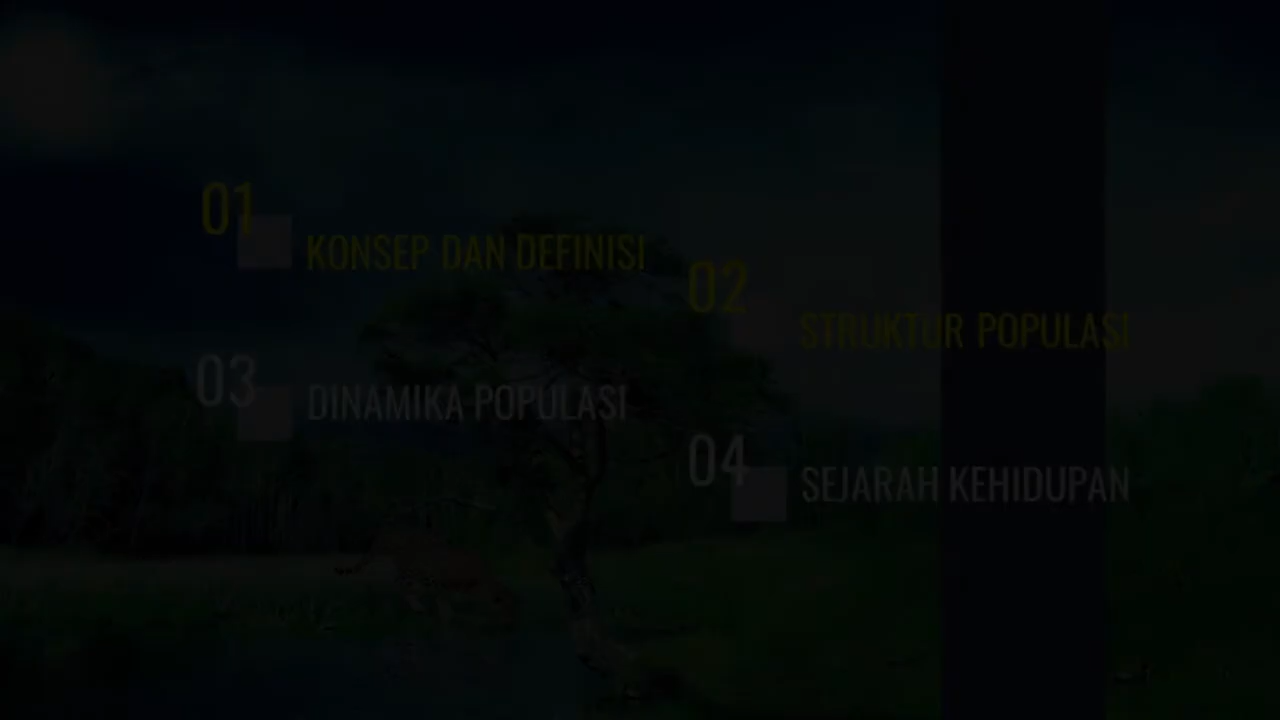 01
KONSEP DAN DEFINISI
02
STRUKTUR POPULASI
03
DINAMIKA POPULASI
04
SEJARAH KEHIDUPAN